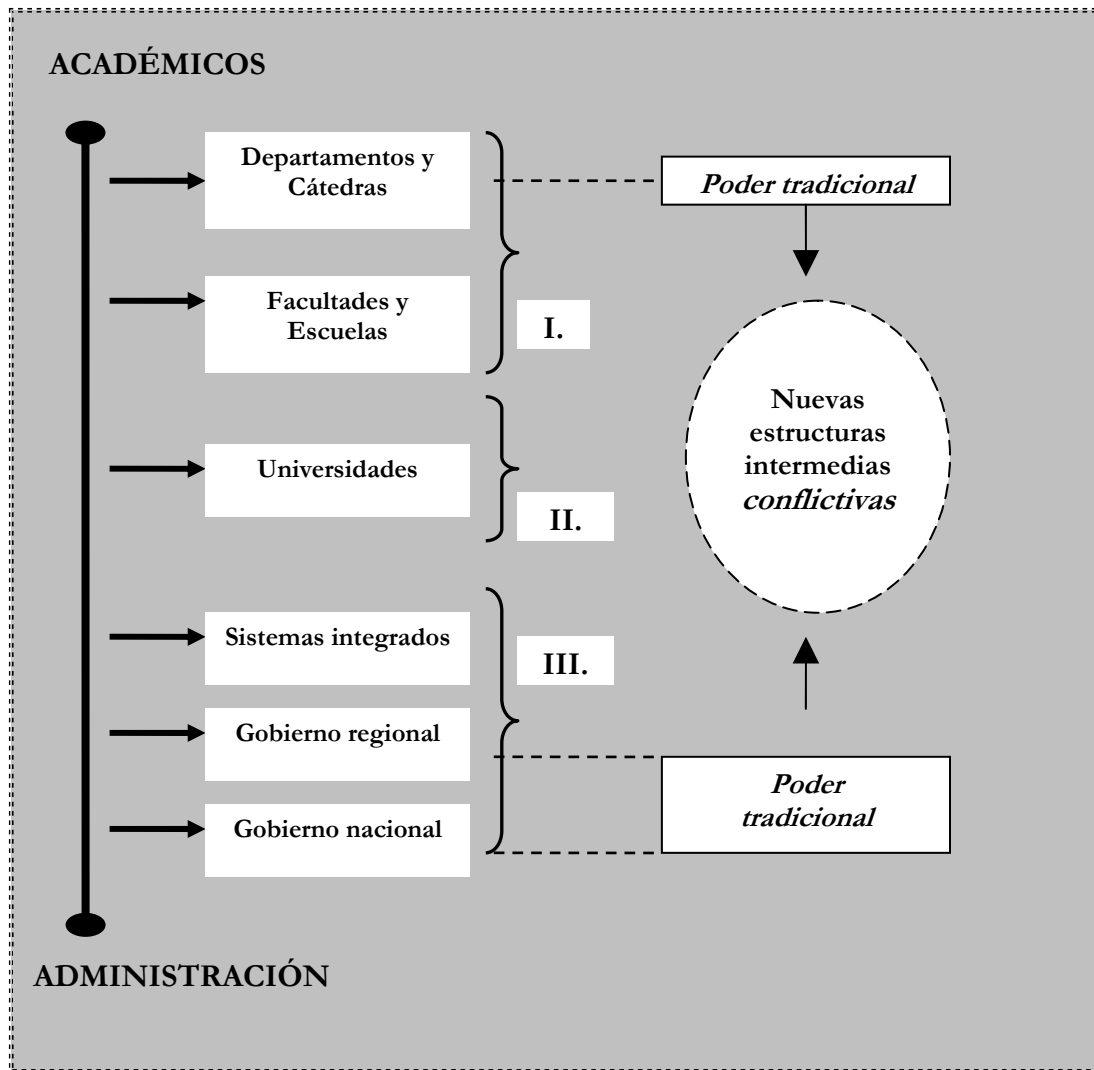 ACADÉMICOS
Departamentos y
Cátedras
Poder tradicional
Facultades y
Escuelas
I.
Nuevas
estructuras
intermedias
conflictivas
Universidades
II.
Sistemas integrados
III.
Gobierno regional
Poder
tradicional
Gobierno nacional
ADMINISTRACIÓN